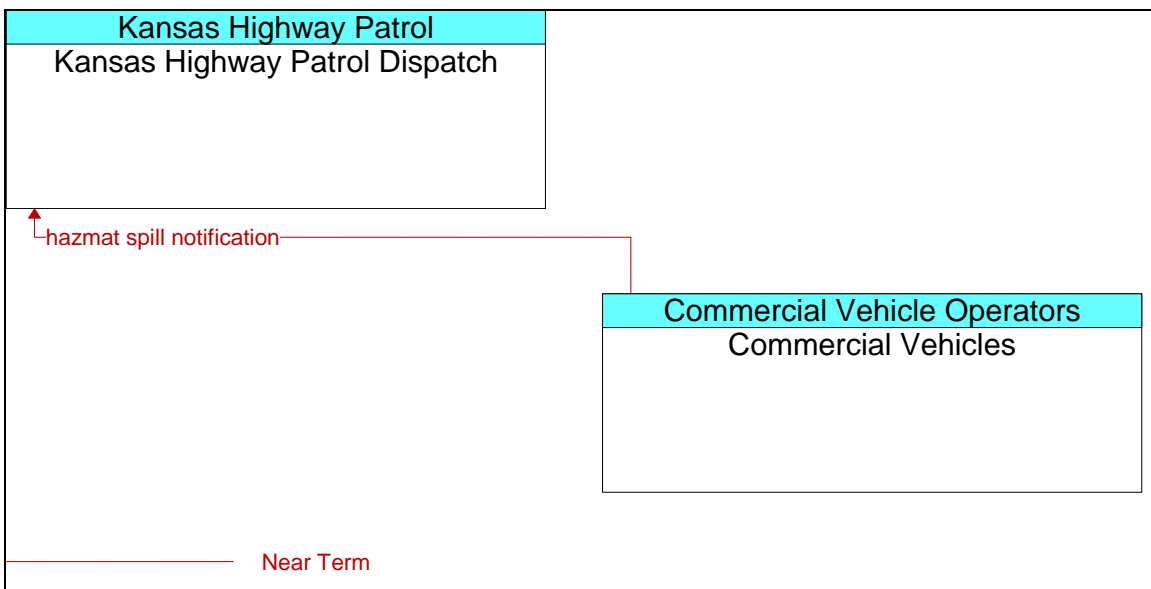 Kansas Highway Patrol
Kansas Highway Patrol Dispatch
hazmat spill notification
Commercial Vehicle Operators
Commercial Vehicles
Near Term